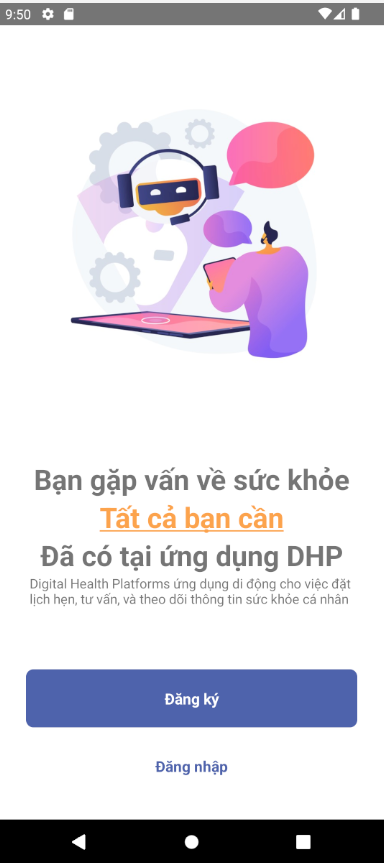 9:50
Bạn gặp vấn về sức khỏe
Tất cả bạn cần
Đã có tại ứng dụng DHP
Digital Health Platforms ứng dụng di động cho việc đặt
lịch hẹn, tư vấn, và theo dõi thông tin sức khỏe cá nhân
Đăng ký
Đăng nhập